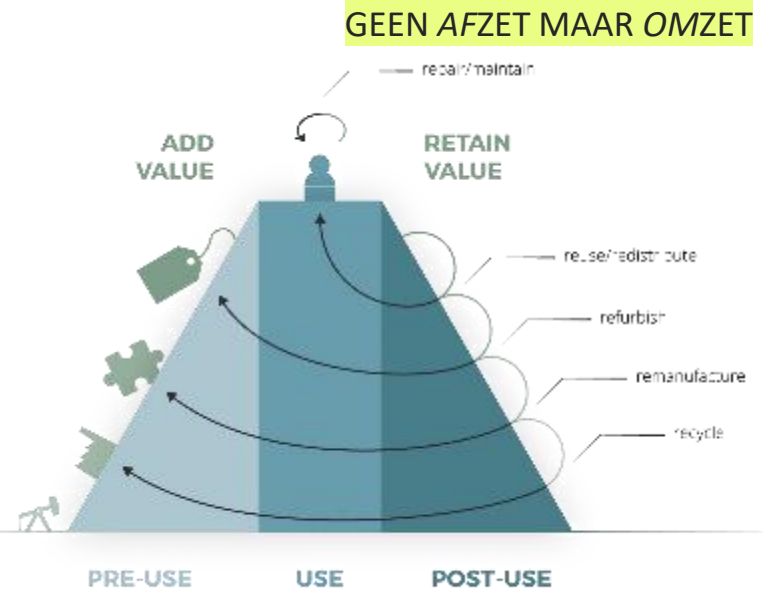 GEEN AFZET MAAR OMZET
repair/maintain
ADD
VALUE
RETAIN
VALUE
reuse/redistribute
refurbish
remanufacture
recycle
PRE-USE
USE
POST-USE